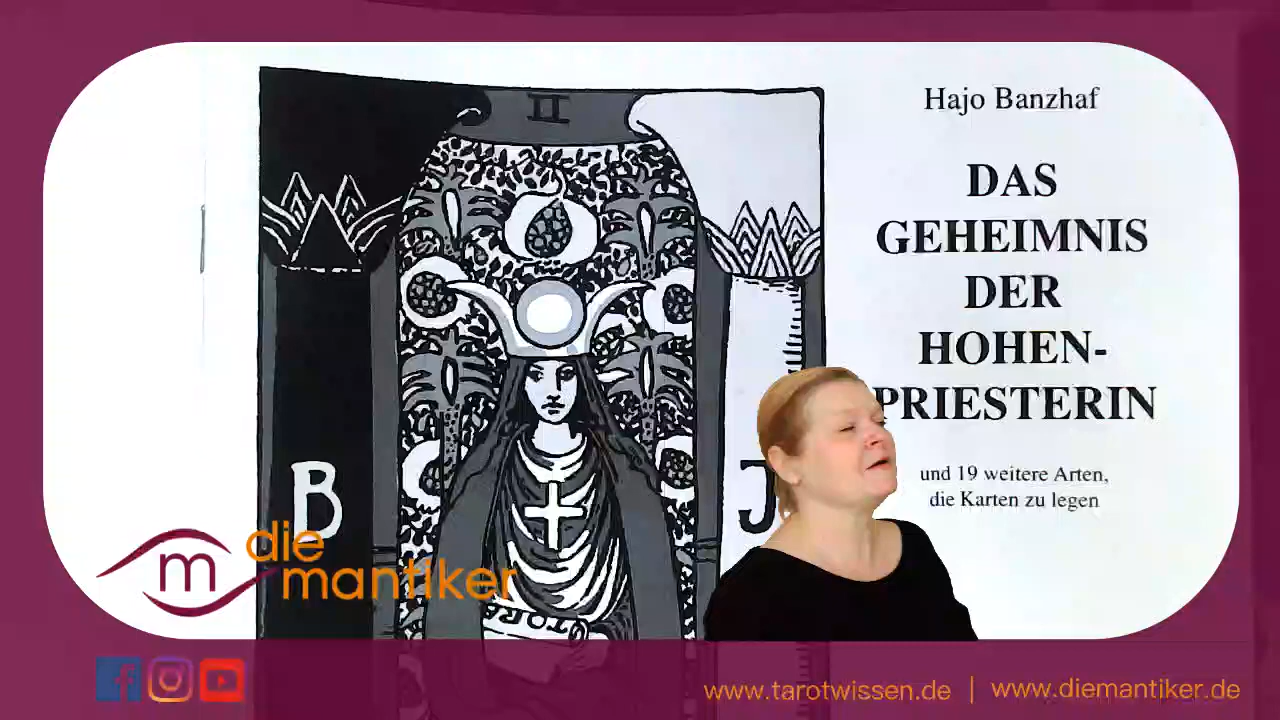 II
Hajo Banzhaf
DAS
GEHEIMNIS
DER
HOHEN-
PRIESTERIN
und 19 weitere Arten,
die Karten zu legen
B
J
TORA
m
die
mantiker
www.tarotwissen.de | www.diemantiker.de